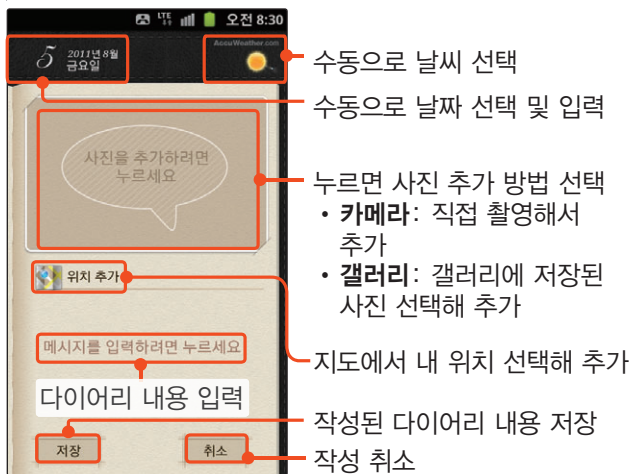 LTE
오전 8:30
5
2011년 8월
금요일
AccuWeather.com
수동으로 날씨 선택
수동으로 날짜 선택 및 입력
사진을 추가하려면
누르세요
누르면 사진 추가 방법 선택
• 카메라: 직접 촬영해서
추가
• 갤러리: 갤러리에 저장된
사진 선택해 추가
위치 추가
메시지를 입력하려면 누르세요
지도에서 내 위치 선택해 추가
다이어리 내용 입력
작성된 다이어리 내용 저장
저장
취소
작성 취소